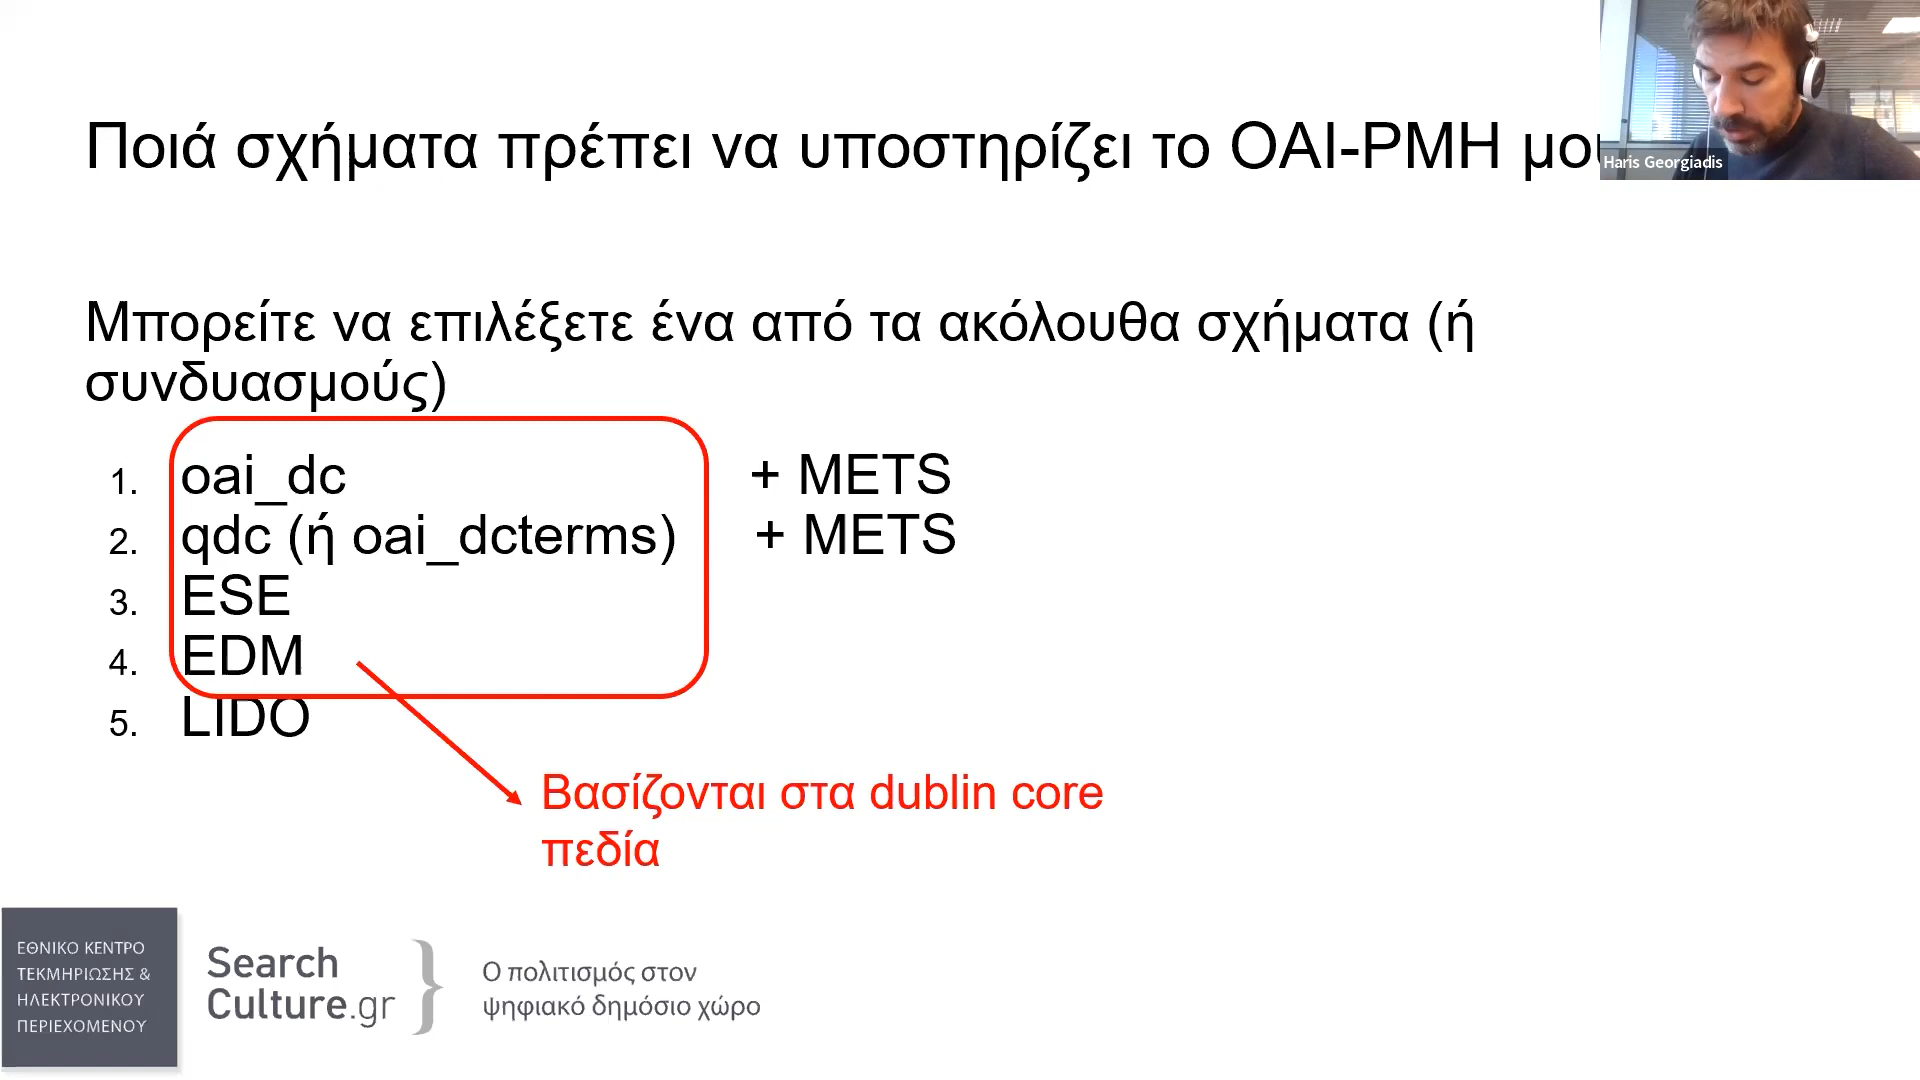 Ποιά σχήματα πρέπει να υποστηρίζει το OAI-PMH μου
Haris Georgiadis
Μπορείτε να επιλέξετε ένα από τα ακόλουθα σχήματα (ή
συνδυασμούς)
1. oai_dc + METS
2. qdc (ή oai_dcterms) + METS
3. ESE
4. EDM
5. LIDO
Βασίζονται στα dublin core
πεδία
ΕΘΝΙΚΟ ΚΕΝΤΡΟ
ΤΕΚΜΗΡΙΩΣΗΣ &
ΗΛΕΚΤΡΟΝΙΚΟΥ
ΠΕΡΙΕΧΟΜΕΝΟΥ
Search
Culture.gr
Ο πολιτισμός στον
ψηφιακό δημόσιο χώρο